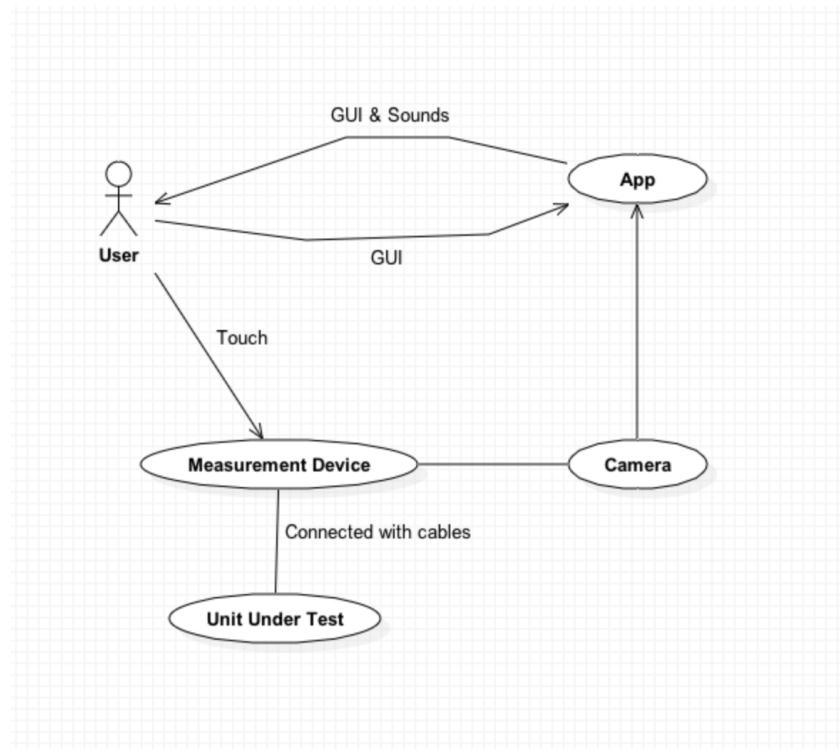 GUI & Sounds
App
User
GUI
Touch
Measurement Device
Camera
Connected with cables
Unit Under Test